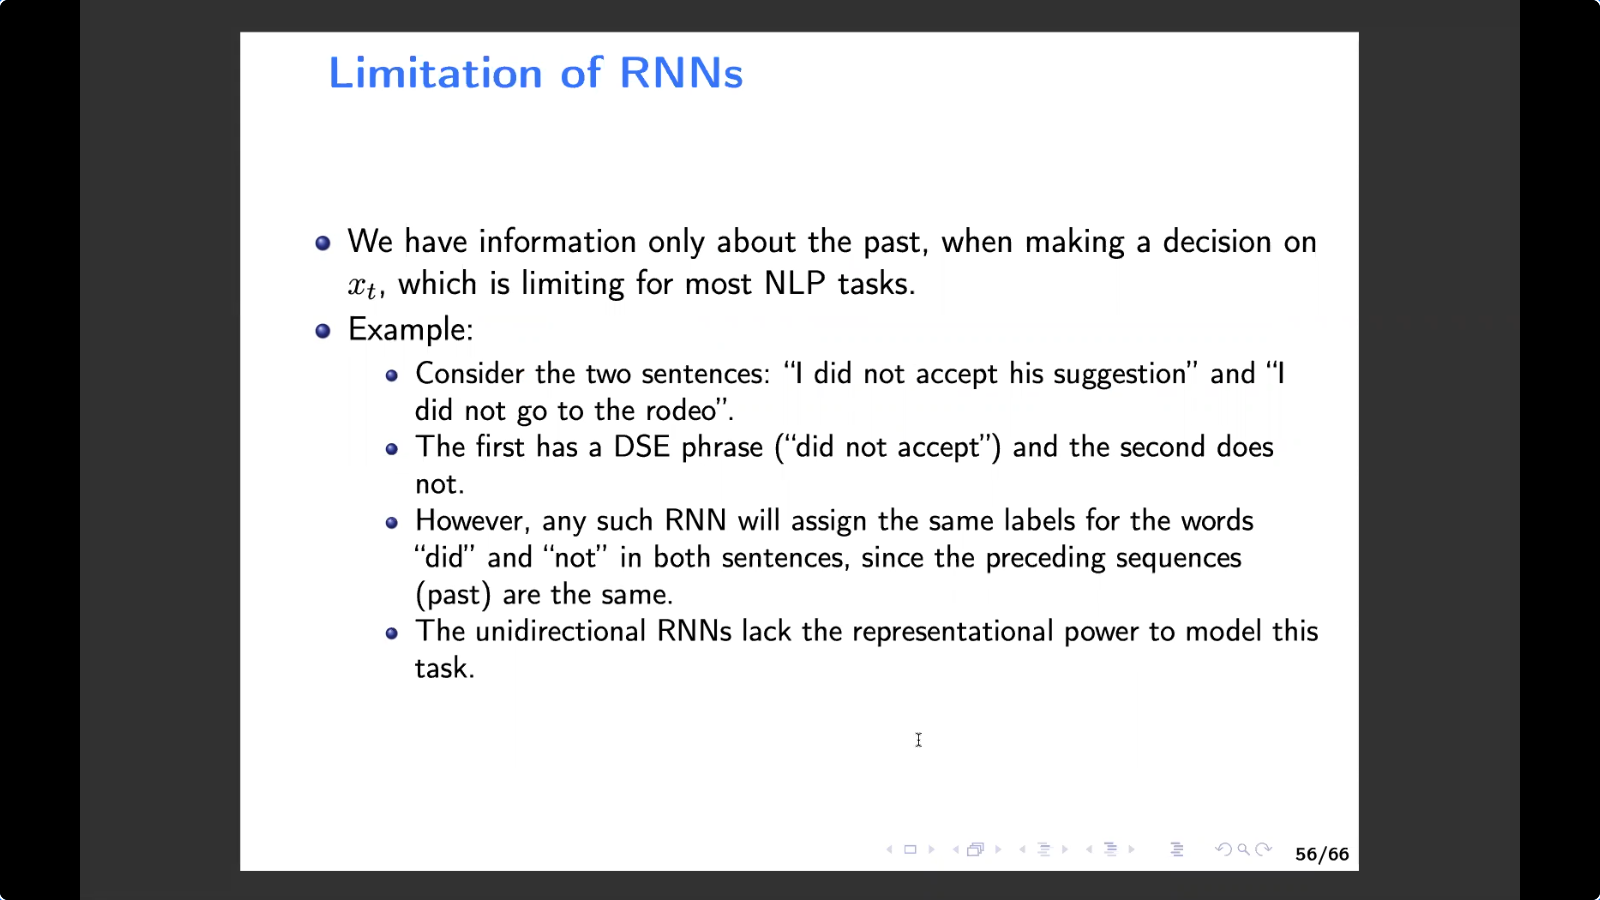 Limitation of RNNs
We have information only about the past, when making a decision on
xₜ, which is limiting for most NLP tasks.
Example:
Consider the two sentences: “I did not accept his suggestion” and “I
did not go to the rodeo”.
The first has a DSE phrase (“did not accept”) and the second does
not.
However, any such RNN will assign the same labels for the words
“did” and “not” in both sentences, since the preceding sequences
(past) are the same.
The unidirectional RNNs lack the representational power to model this
task.
56/66